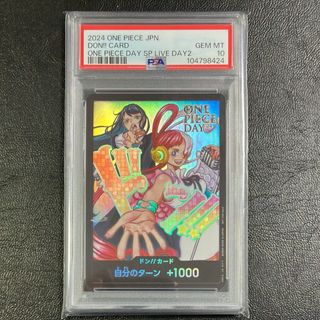 2024 ONE PIECE JPN.
DON!! CARD GEM MT
ONE PIECE DAY SP LIVE DAY2 10
PSA 104798424
ONE
PIECE
DAY
ドン!!カード
自分のターン +1000